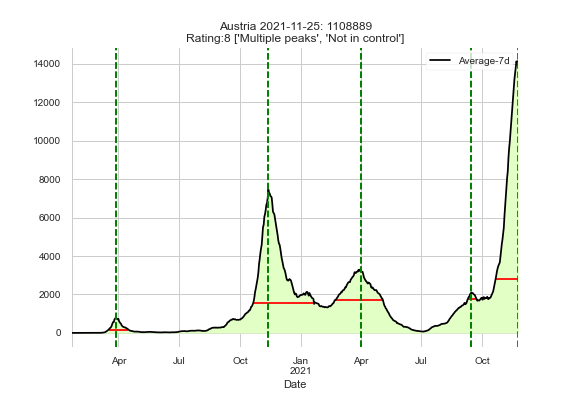 Austria 2021-11-25: 1108889
Rating:8 ['Multiple peaks', 'Not in control']
Average-7d
14000
12000
10000
8000
6000
4000
2000
0
Apr Jul Oct Jan Apr Jul Oct
2021
Date